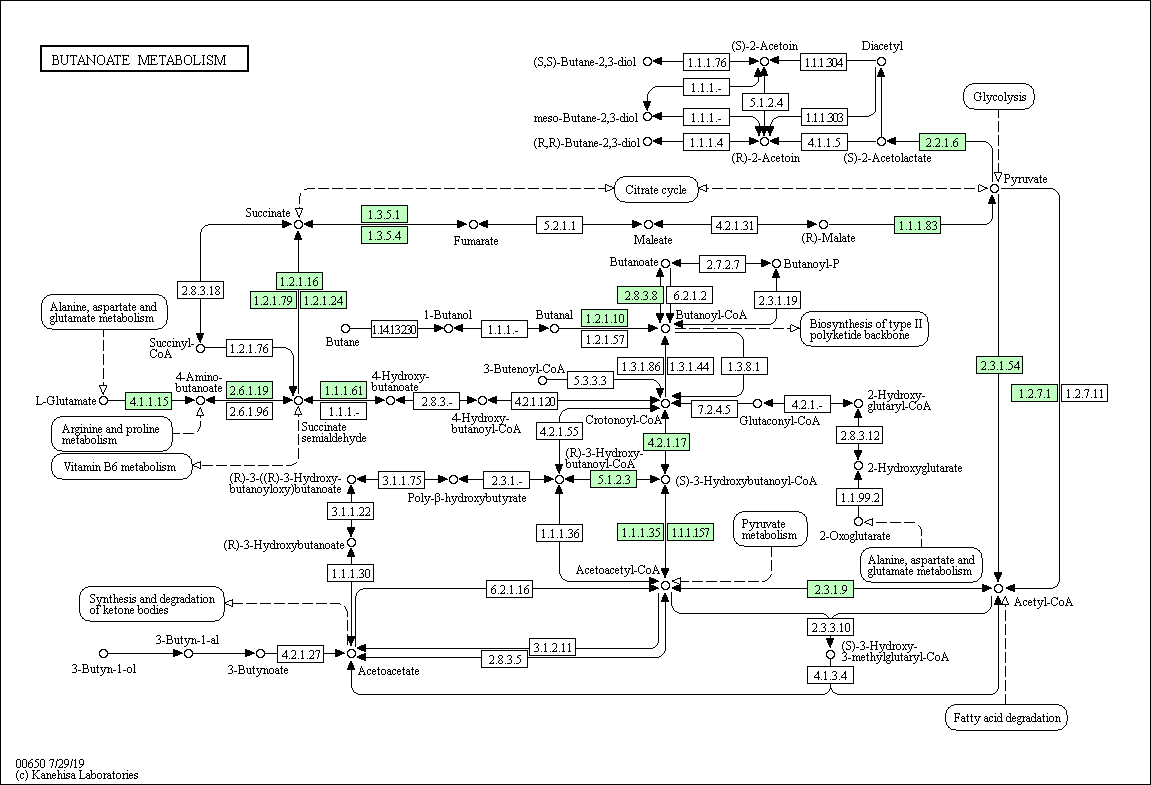 BUTANOATE METABOLISM
(S)-2-Acetoin
Diacetyl
(S,S)-Butane-2,3-diol
1.1.1.76
1.1.1.304
1.1.1.-
5.1.2.4
Glycolysis
meso-Butane-2,3-diol
1.1.1.-
1.1.1.303
(R,R)-Butane-2,3-diol
1.1.1.4
4.1.1.5
2.2.1.6
(R)-2-Acetoin
(S)-2-Acetolactate
Pyruvate
Citrate cycle
Succinate
1.3.5.1
1.3.5.4
Fumarate
5.2.1.1
Maleate
4.2.1.31
(R)-Malate
1.1.1.83
Butanoate
2.7.2.7
Butanoyl-P
2.8.3.18
1.2.1.16
1.2.1.79
1.2.1.24
2.8.3.8
6.2.1.2
2.3.1.19
Alanine, aspartate and
glutamate metabolism
1-Butanol
Butanal
1.2.1.10
Butanoyl-CoA
Butane
1.14.13.230
1.1.1.-
1.2.1.57
Biosynthesis of type II
polyketide backbone
Succinyl-
CoA
1.2.1.76
3-Butenoyl-CoA
5.3.3.3
1.3.1.86
1.3.1.44
1.3.8.1
2.3.1.54
4-Amino-
butanoate
4-Hydroxy-
butanoate
L-Glutamate
4.1.1.15
2.6.1.19
2.6.1.96
1.1.1.61
1.1.1.-
2.8.3.-
4.2.1.120
4-Hydroxy-
butanoyl-CoA
Crotonoyl-CoA
7.2.4.5
Glutaconyl-CoA
4.2.1.-
2-Hydroxy-
glutaryl-CoA
1.2.7.1
1.2.7.11
Succinate
semialdehyde
Arginine and proline
metabolism
Vitamin B6 metabolism
4.2.1.55
4.2.1.17
2.8.3.12
(R)-3-Hydroxy-
butanoyl-CoA
2-Hydroxyglutarate
(R)-3-((R)-3-Hydroxy-
butanoyloxy)butanoate
3.1.1.75
Poly-β-hydroxybutyrate
2.3.1.-
5.1.2.3
(S)-3-Hydroxybutanoyl-CoA
1.1.99.2
3.1.1.22
1.1.1.36
1.1.1.35
1.1.1.157
Pyruvate
metabolism
2-Oxoglutarate
(R)-3-Hydroxybutanoate
1.1.1.30
Acetoacetyl-CoA
Alanine, aspartate and
glutamate metabolism
Synthesis and degradation
of ketone bodies
6.2.1.16
2.3.1.9
Acetyl-CoA
2.3.3.10
3-Butyn-1-al
3-Butyn-1-ol
3-Butynoate
4.2.1.27
Acetoacetate
3.1.2.11
2.8.3.5
(S)-3-Hydroxy-
3-methylglutaryl-CoA
4.1.3.4
Fatty acid degradation
00650 7/29/19
(c) Kanehisa Laboratories